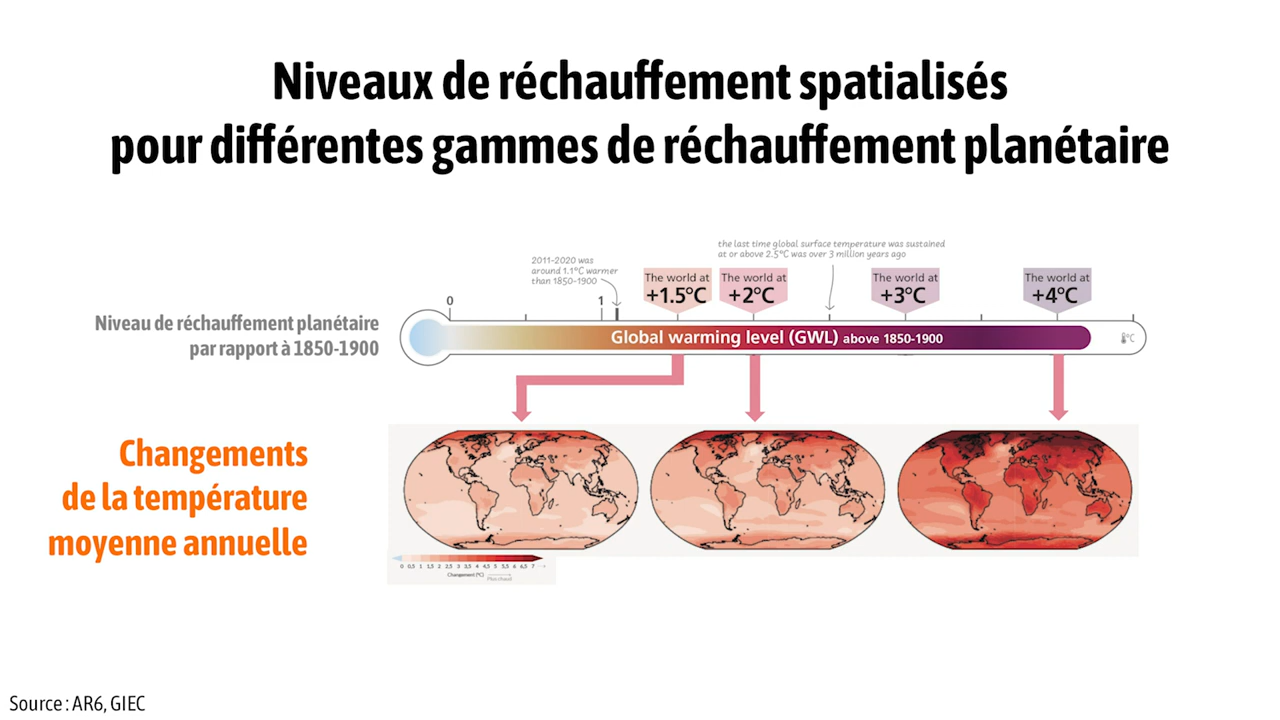 Niveaux de réchauffement spatialisés
pour différentes gammes de réchauffement planétaire
the last time global surface temperature was sustained
at or above 2.5°C was over 3 million years ago
2011-2020 was
around 1.1°C warmer
than 1850-1900
The world at
+1.5°C
The world at
+2°C
The world at
+3°C
The world at
+4°C
0
1
Niveau de réchauffement planétaire
par rapport à 1850-1900
Global warming level (GWL) above 1850-1900
°C
Changements
de la température
moyenne annuelle
0 0,5 1 1,5 2 2,5 3 3,5 4 4,5 5 5,5 6 6,5 7
Changement (°C)
Plus chaud
Source : AR6, GIEC